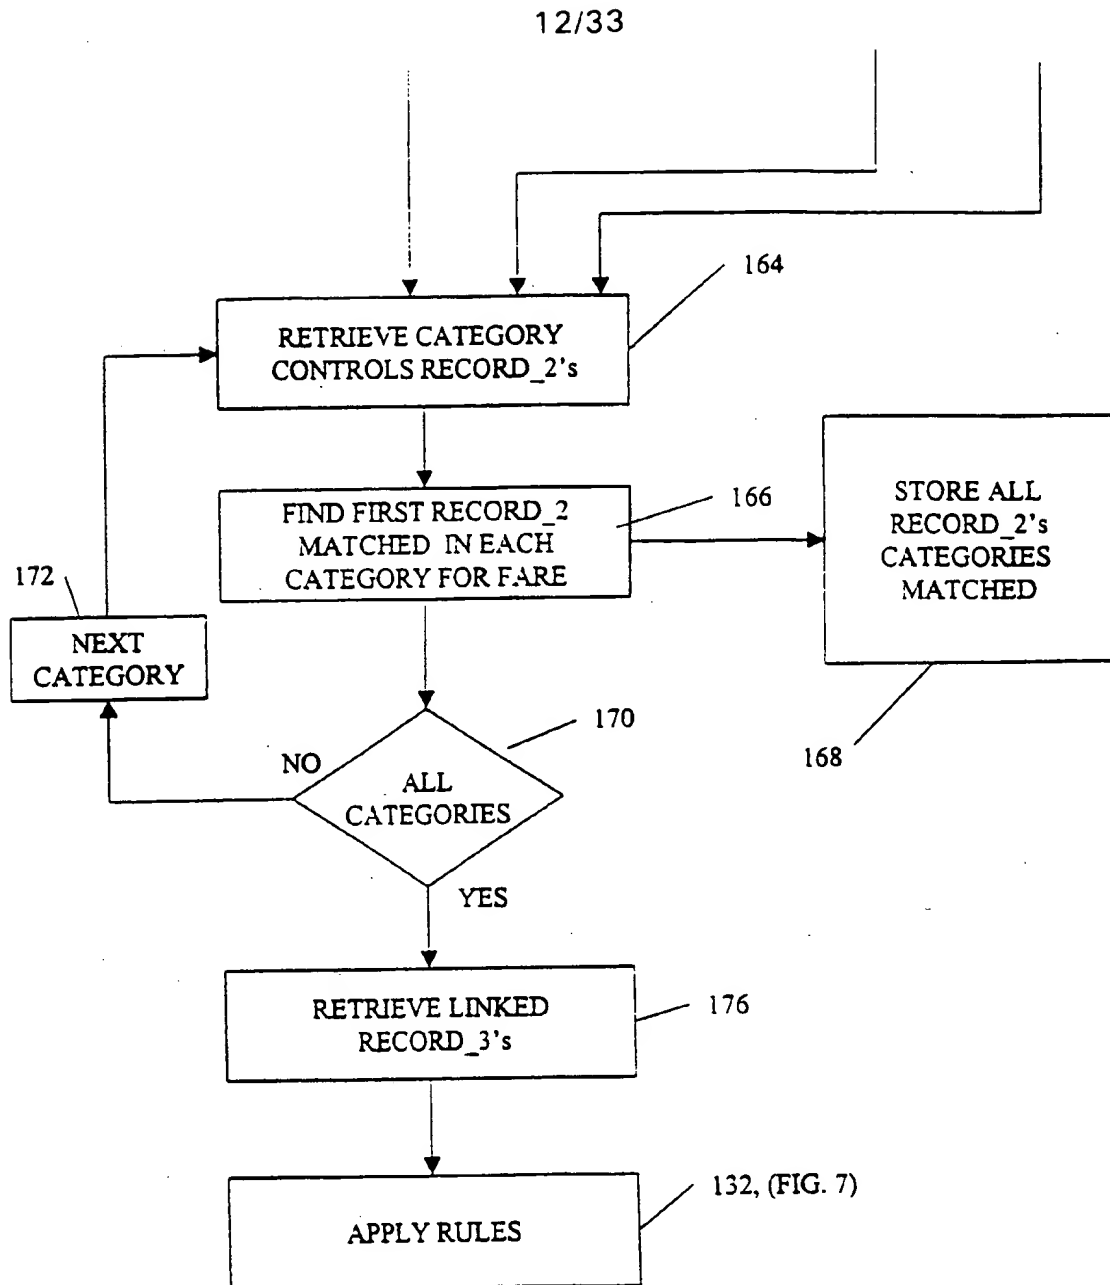 12/33
164
RETRIEVE CATEGORY
CONTROLS RECORD_2's
166
FIND FIRST RECORD_2
MATCHED IN EACH
CATEGORY FOR FARE
STORE ALL
RECORD_2's
CATEGORIES
MATCHED
168
172
NEXT
CATEGORY
170
NO
ALL
CATEGORIES
YES
RETRIEVE LINKED
RECORD_3's
176
132, (FIG. 7)
APPLY RULES